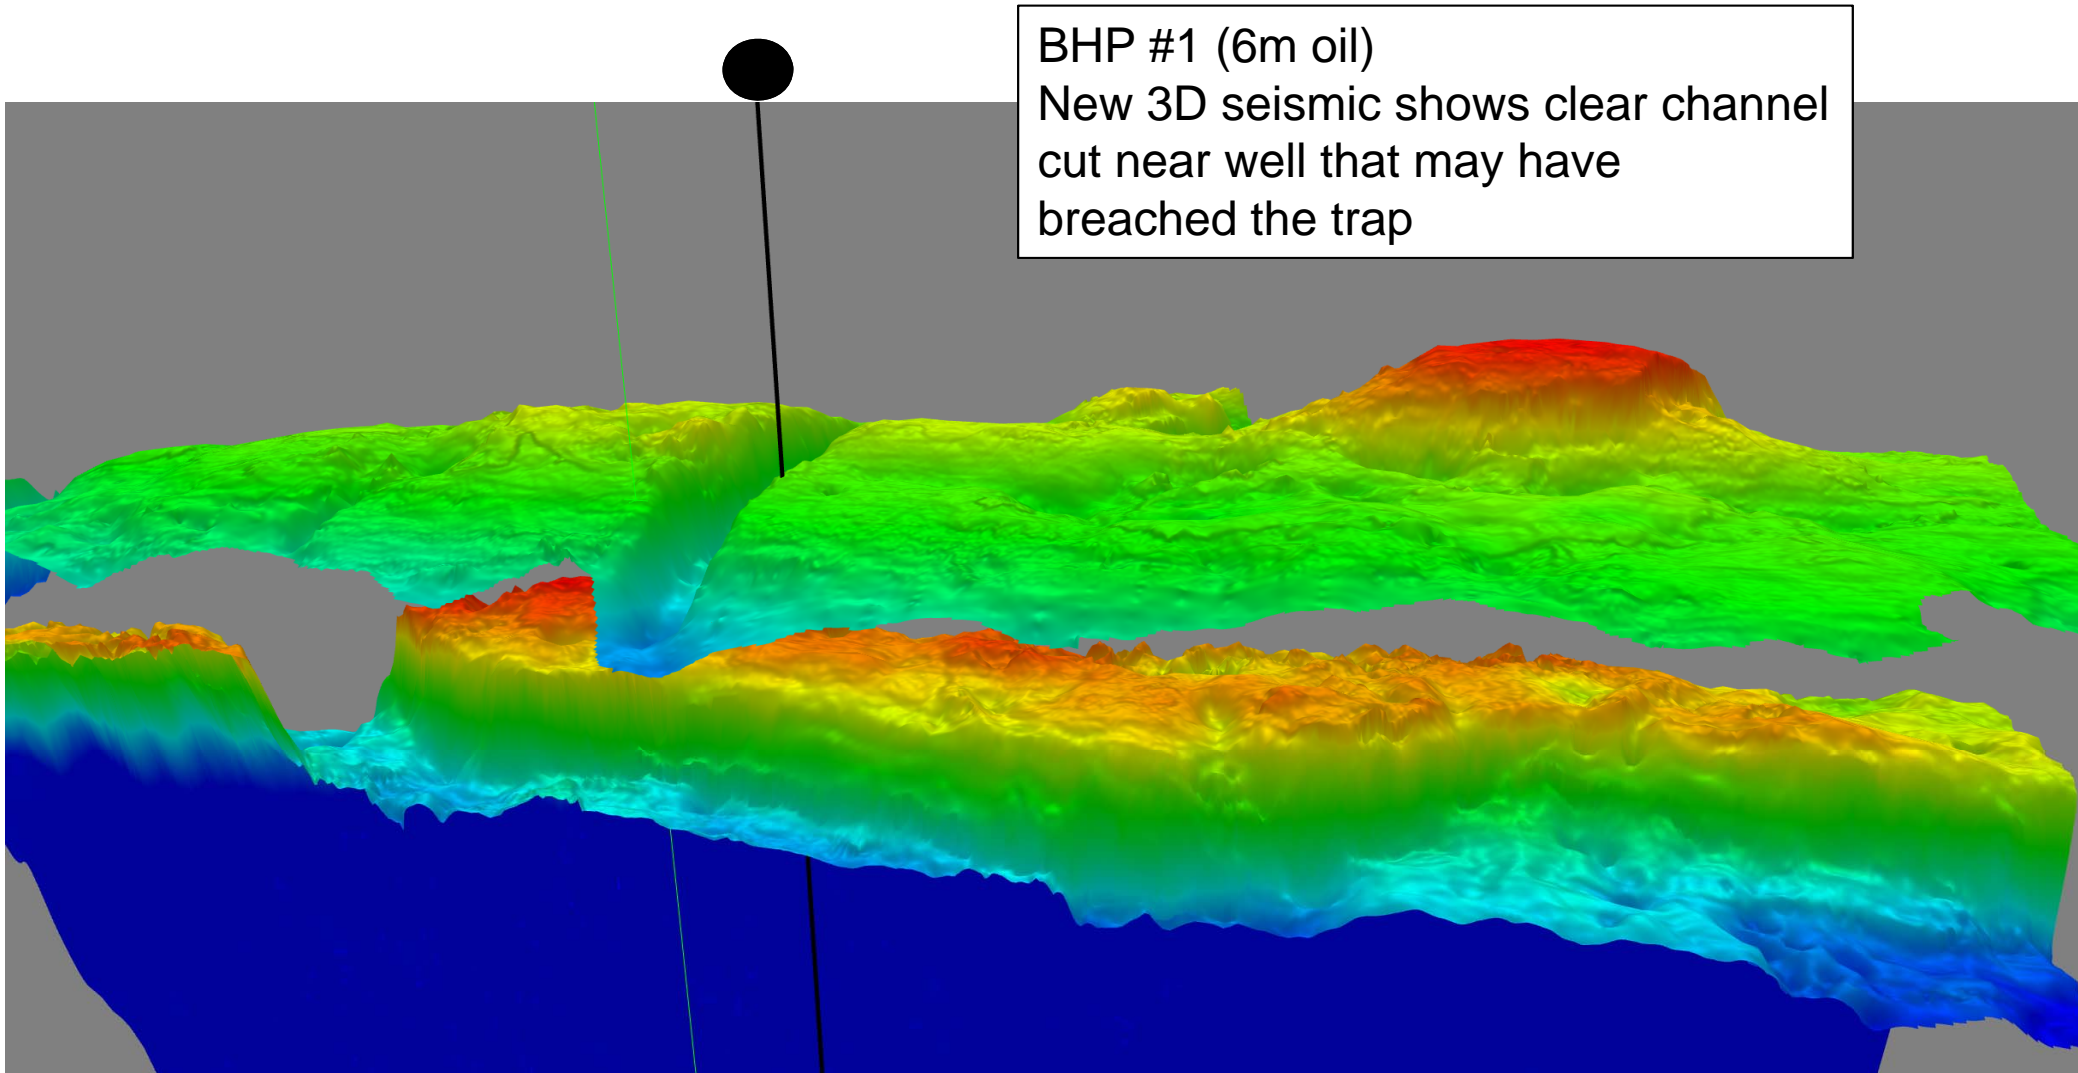 BHP #1 (6m oil)
New 3D seismic shows clear channel
cut near well that may have
breached the trap